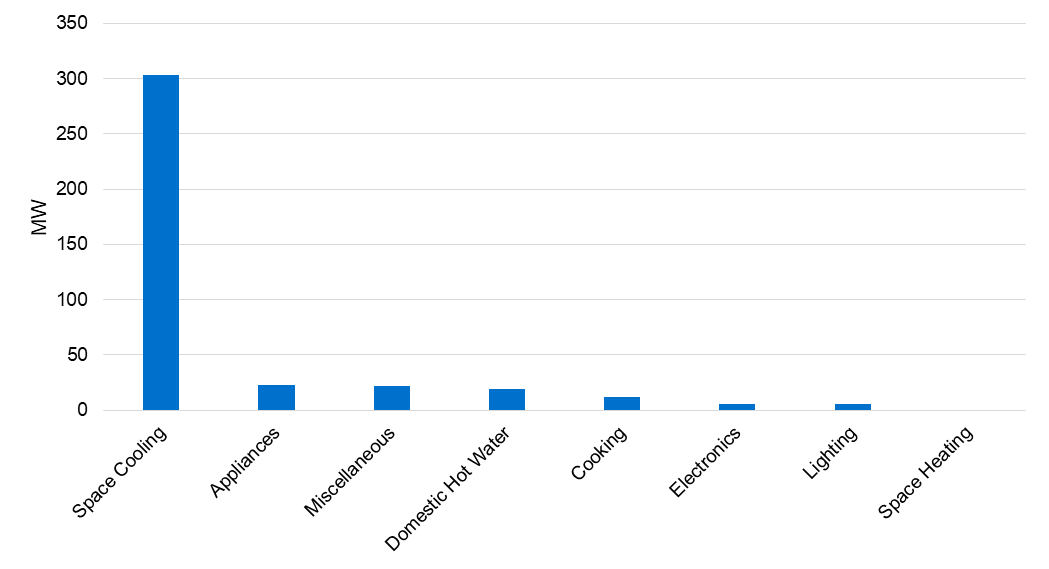 350
300
250
200
150
100
50
0
MW
Space Cooling
Appliances
Miscellaneous
Domestic Hot Water
Cooking
Electronics
Lighting
Space Heating